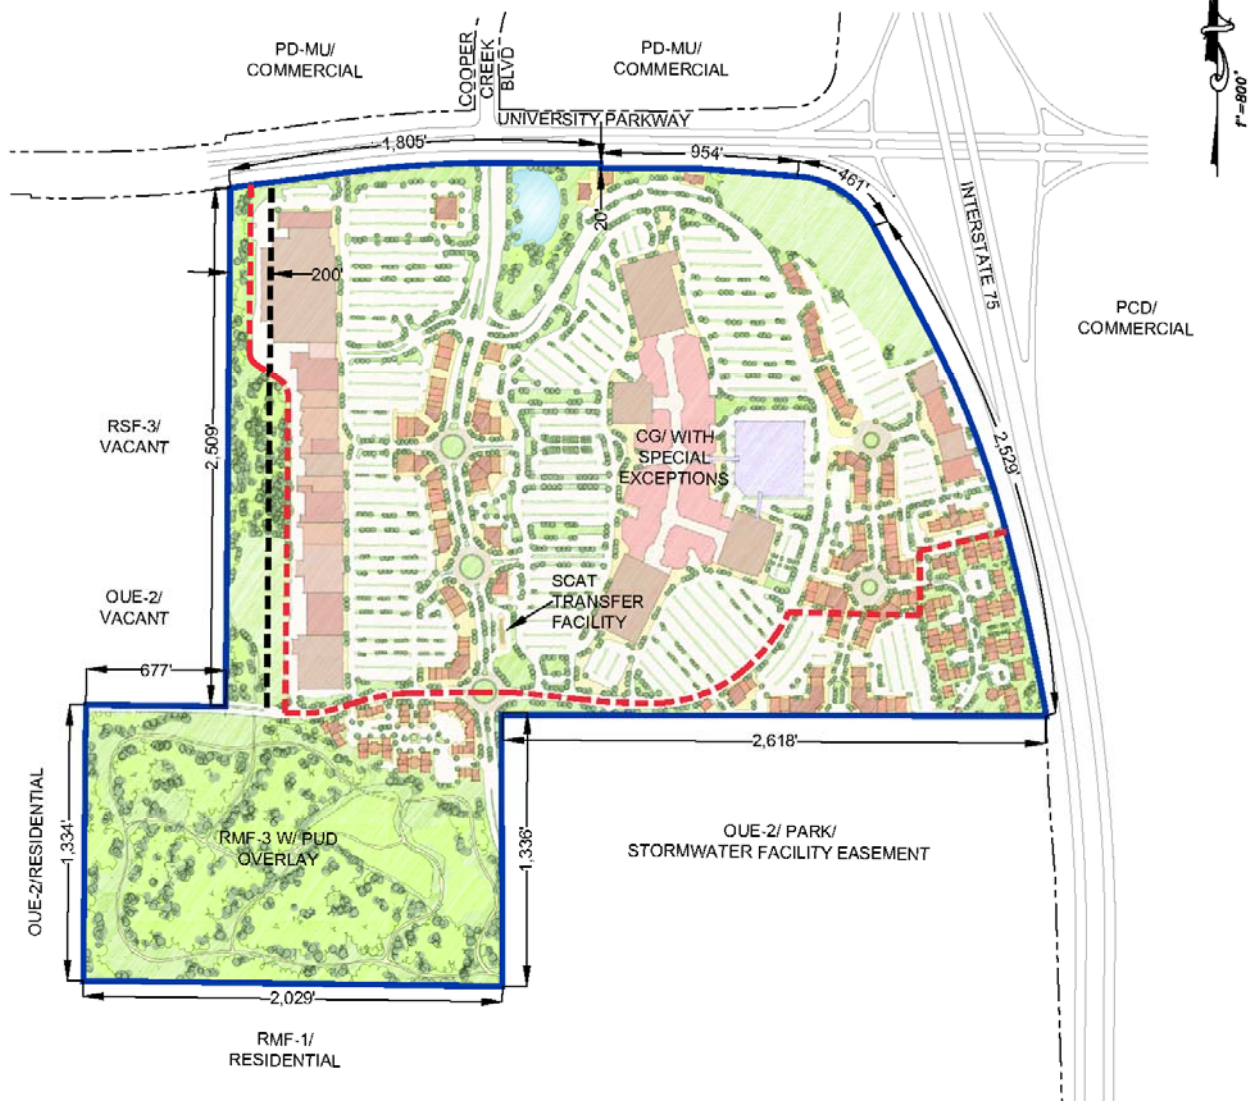 PD-MU/
COMMERCIAL
COOPER
CREEK
BLVD
PD-MU/
COMMERCIAL
1"=800'
UNIVERSITY PARKWAY
1,805'
954'
461'
20'
INTERSTATE 75
200'
PCD/
COMMERCIAL
RSF-3/
VACANT
2,509'
CG/ WITH
SPECIAL
EXCEPTIONS
2,529'
OUE-2/
VACANT
SCAT
TRANSFER
FACILITY
677'
2,618'
OUE-2/RESIDENTIAL
1,334'
RMF-3 W/ PUD
OVERLAY
1,336'
OUE-2/ PARK/
STORMWATER FACILITY EASEMENT
2,029'
RMF-1/
RESIDENTIAL